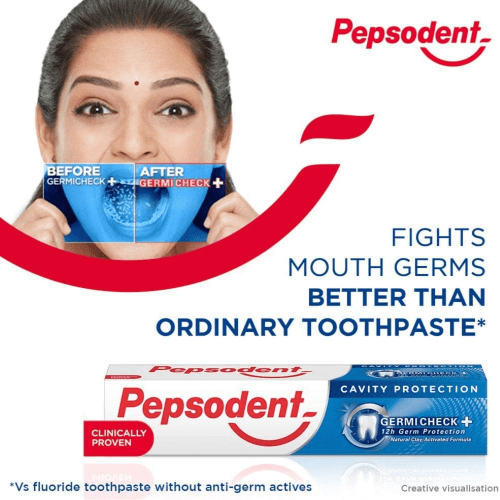 Pepsodent
BEFORE
GERMICHECK+
AFTER
GERMICHECK+
FIGHTS
MOUTH GERMS
BETTER THAN
ORDINARY TOOTHPASTE*
Pepsodent
CAVITY PROTECTION
Pepsodent
CLINICALLY
PROVEN
GERMICHECK+
12h Germ Protection
Natural Clay Activated Formula
*Vs fluoride toothpaste without anti-germ actives
Creative visualisation